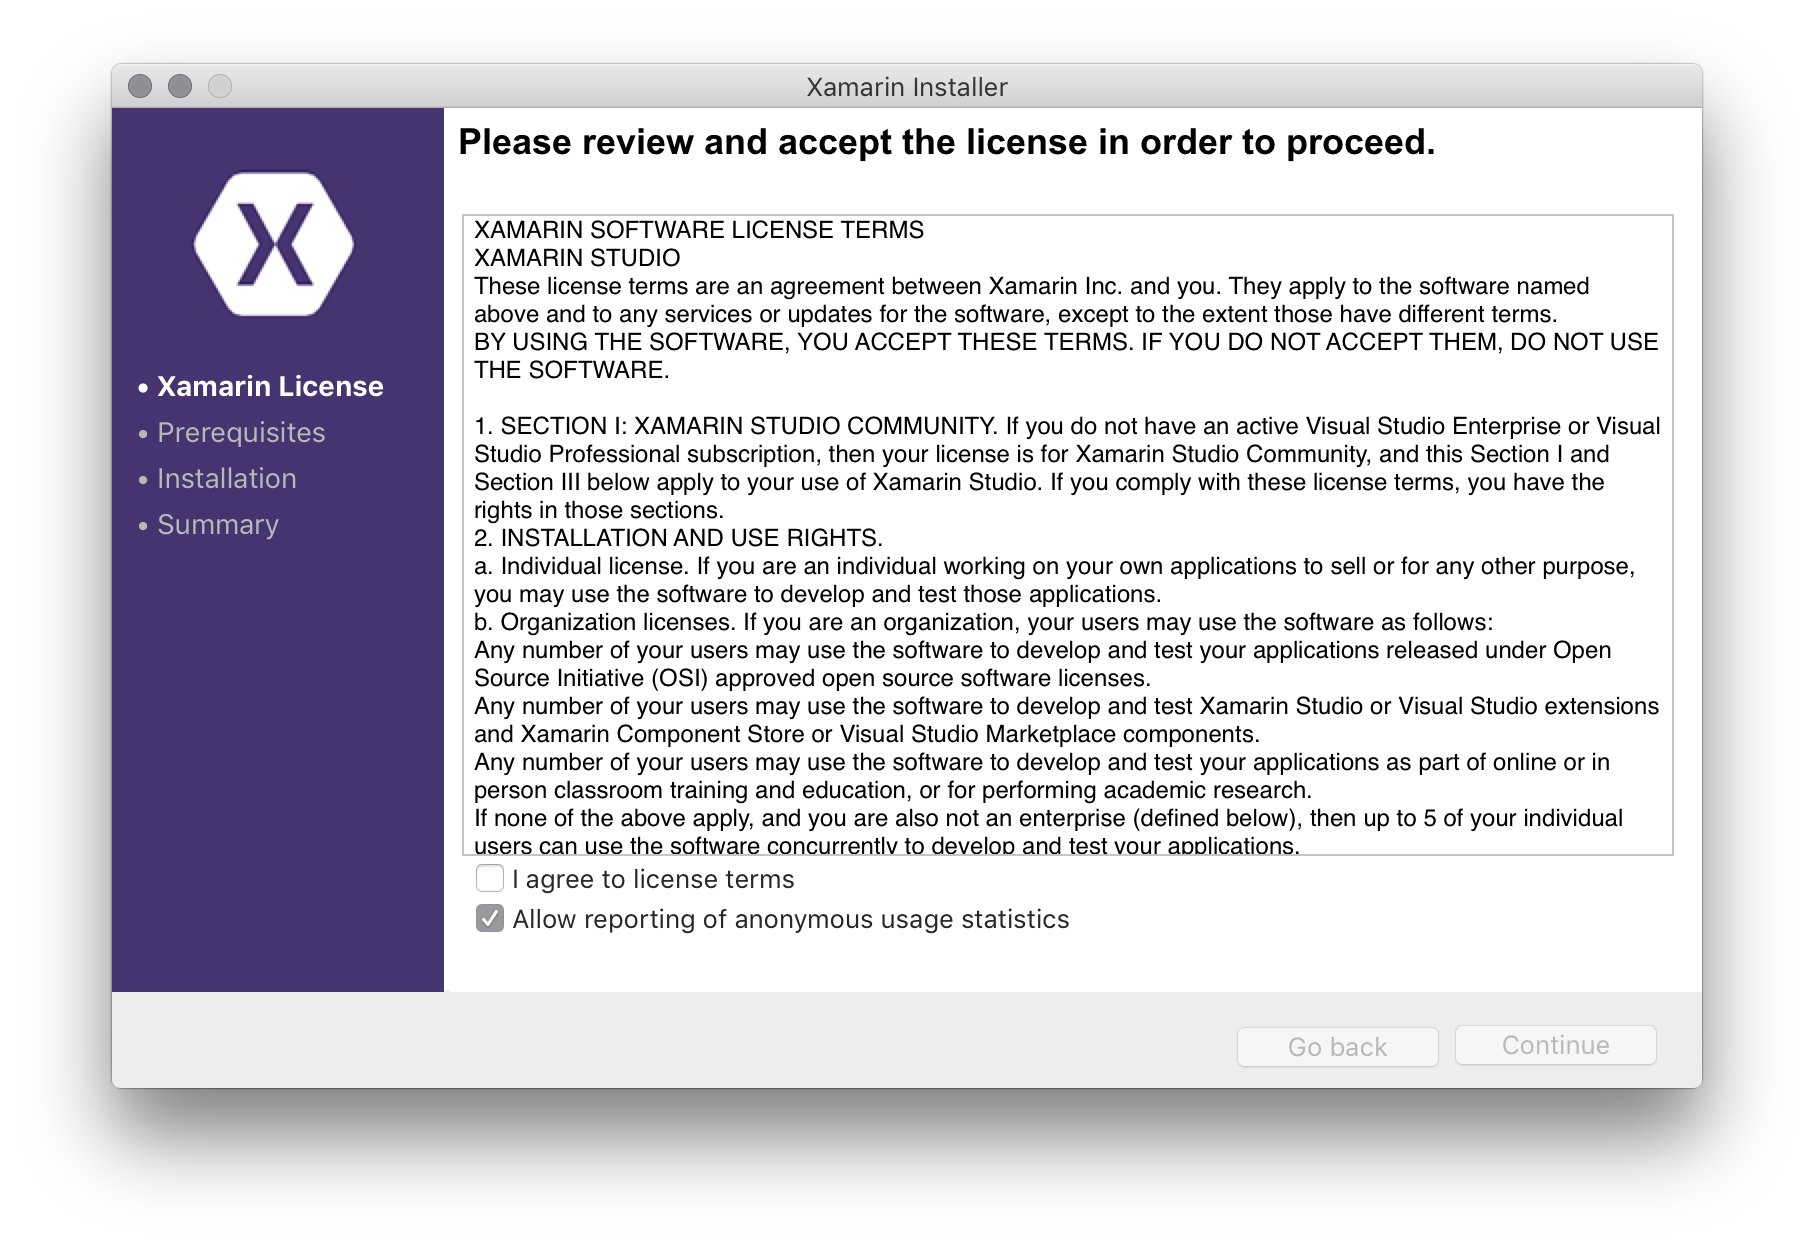 Xamarin Installer
X
• Xamarin License
• Prerequisites
• Installation
• Summary
Please review and accept the license in order to proceed.
XAMARIN SOFTWARE LICENSE TERMS
XAMARIN STUDIO
These license terms are an agreement between Xamarin Inc. and you. They apply to the software named
above and to any services or updates for the software, except to the extent those have different terms.
BY USING THE SOFTWARE, YOU ACCEPT THESE TERMS. IF YOU DO NOT ACCEPT THEM, DO NOT USE
THE SOFTWARE.
1. SECTION I: XAMARIN STUDIO COMMUNITY. If you do not have an active Visual Studio Enterprise or Visual
Studio Professional subscription, then your license is for Xamarin Studio Community, and this Section I and
Section III below apply to your use of Xamarin Studio. If you comply with these license terms, you have the
rights in those sections.
2. INSTALLATION AND USE RIGHTS.
a. Individual license. If you are an individual working on your own applications to sell or for any other purpose,
you may use the software to develop and test those applications.
b. Organization licenses. If you are an organization, your users may use the software as follows:
Any number of your users may use the software to develop and test your applications released under Open
Source Initiative (OSI) approved open source software licenses.
Any number of your users may use the software to develop and test Xamarin Studio or Visual Studio extensions
and Xamarin Component Store or Visual Studio Marketplace components.
Any number of your users may use the software to develop and test your applications as part of online or in
person classroom training and education, or for performing academic research.
If none of the above apply, and you are also not an enterprise (defined below), then up to 5 of your individual
users can use the software concurrently to develop and test your applications.
I agree to license terms
Allow reporting of anonymous usage statistics
Go back
Continue